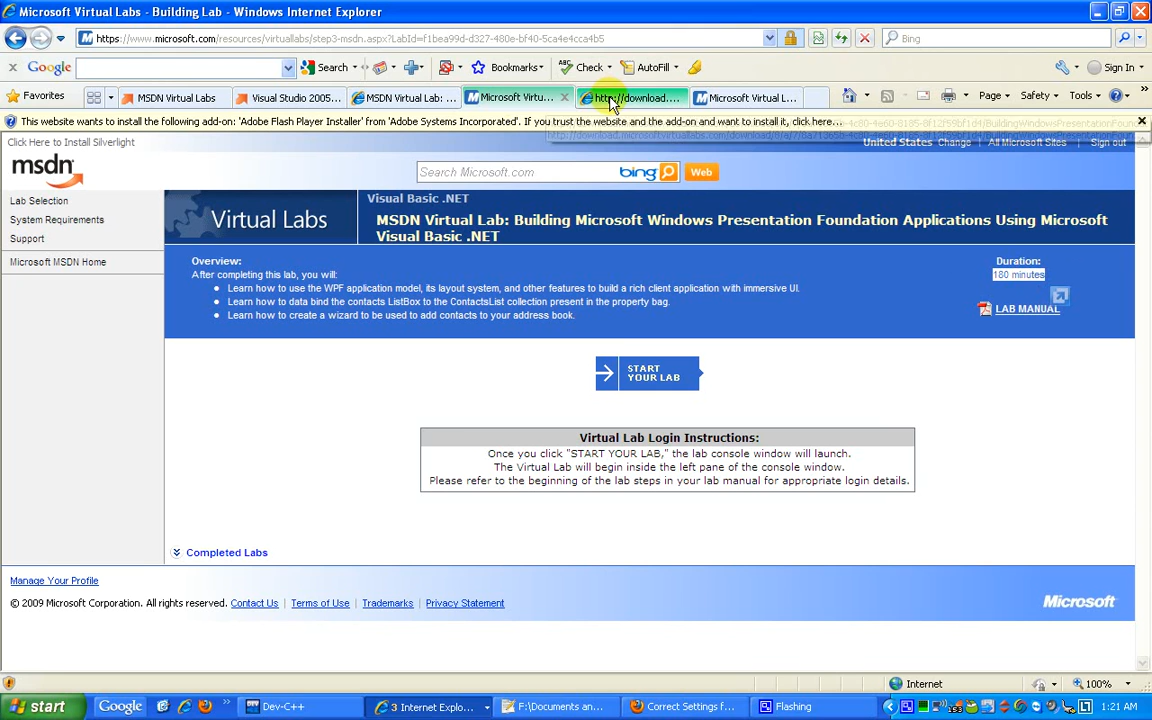 Microsoft Virtual Labs - Building Lab - Windows Internet Explorer
https://www.microsoft.com/resources/virtuallabs/step3-msdn.aspx?LabId=f1bea99d-d327-480e-bf40-5ca4e4cca4b5
Bing
Google
Search
Bookmarks
Check
AutoFill
Sign In
Favorites
MSDN Virtual Labs
Visual Studio 2005...
MSDN Virtual Lab: ...
Microsoft Virtu...
http://download....
Microsoft Virtual L...
Page
Safety
Tools
This website wants to install the following add-on: 'Adobe Flash Player Installer' from 'Adobe Systems Incorporated'. If you trust the website and the add-on and want to install it, click here...
Click Here to Install Silverlight
United States Change
All Microsoft Sites
Sign out
msdn
Search Microsoft.com
bing
Web
Lab Selection
System Requirements
Support
Microsoft MSDN Home
Virtual Labs
Visual Basic .NET
MSDN Virtual Lab: Building Microsoft Windows Presentation Foundation Applications Using Microsoft
Visual Basic .NET
Overview:
After completing this lab, you will:
Learn how to use the WPF application model, its layout system, and other features to build a rich client application with immersive UI.
Learn how to data bind the contacts ListBox to the ContactsList collection present in the property bag.
Learn how to create a wizard to be used to add contacts to your address book.
Duration:
180 minutes
LAB MANUAL
START
YOUR LAB
Virtual Lab Login Instructions:
Once you click "START YOUR LAB," the lab console window will launch.
The Virtual Lab will begin inside the left pane of the console window.
Please refer to the beginning of the lab steps in your lab manual for appropriate login details.
Completed Labs
Manage Your Profile
© 2009 Microsoft Corporation. All rights reserved. Contact Us
Terms of Use
Trademarks
Privacy Statement
Microsoft
Internet
100%
start
Google
Dev-C++
3 Internet Explo...
F:\Documents an...
Correct Settings f...
Flashing
1:21 AM